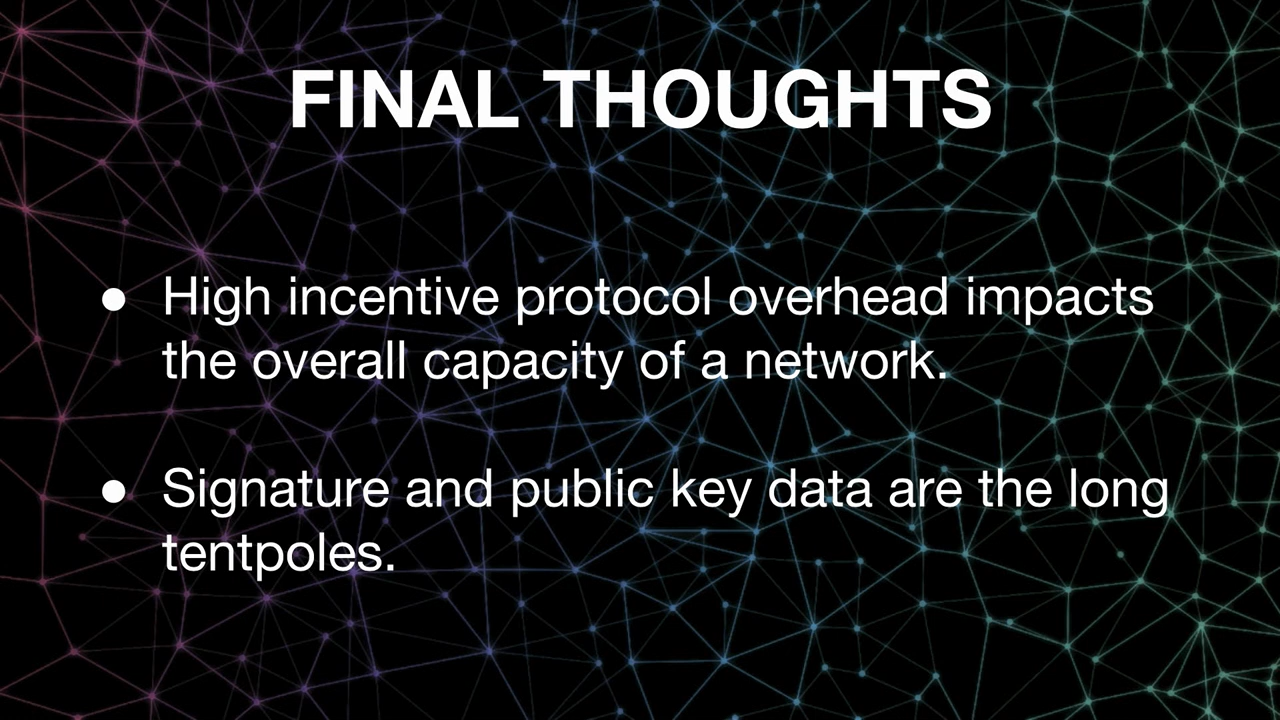 FINAL THOUGHTS
● High incentive protocol overhead impacts
the overall capacity of a network.
● Signature and public key data are the long
tentpoles.